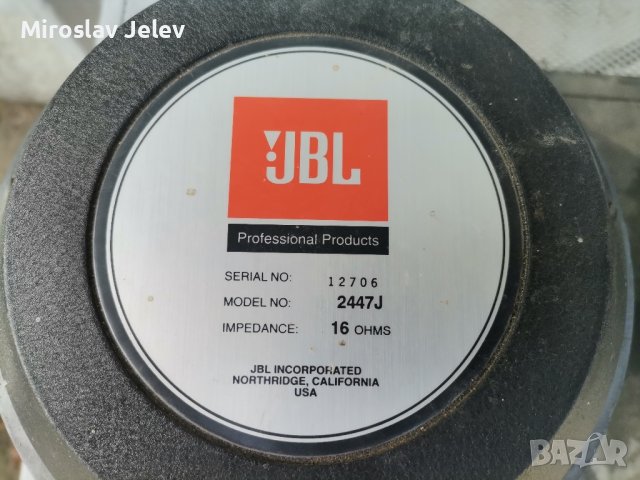 Miroslav Jelev
JBL
Professional Products
SERIAL NO: 12706
MODEL NO: 2447J
IMPEDANCE: 16 OHMS
JBL INCORPORATED
NORTHRIDGE, CALIFORNIA
USA
BAZAR